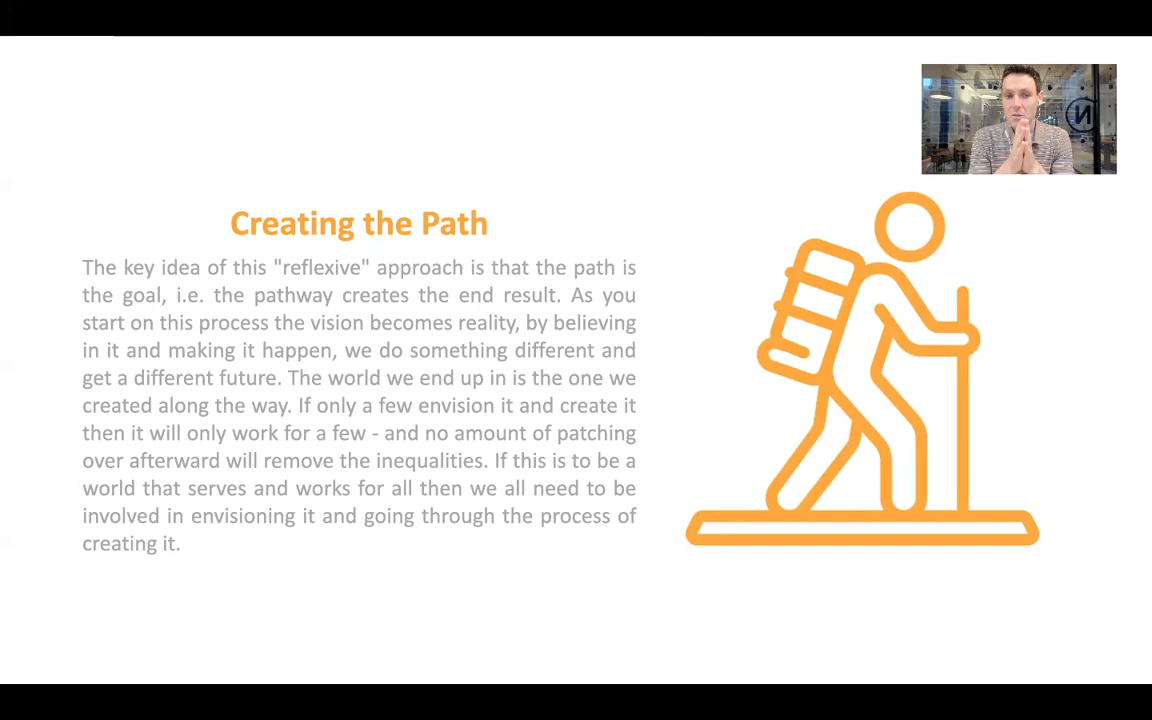 Creating the Path
The key idea of this "reflexive" approach is that the path is
the goal, i.e. the pathway creates the end result. As you
start on this process the vision becomes reality, by believing
in it and making it happen, we do something different and
get a different future. The world we end up in is the one we
created along the way. If only a few envision it and create it
then it will only work for a few - and no amount of patching
over afterward will remove the inequalities. If this is to be a
world that serves and works for all then we all need to be
involved in envisioning it and going through the process of
creating it.